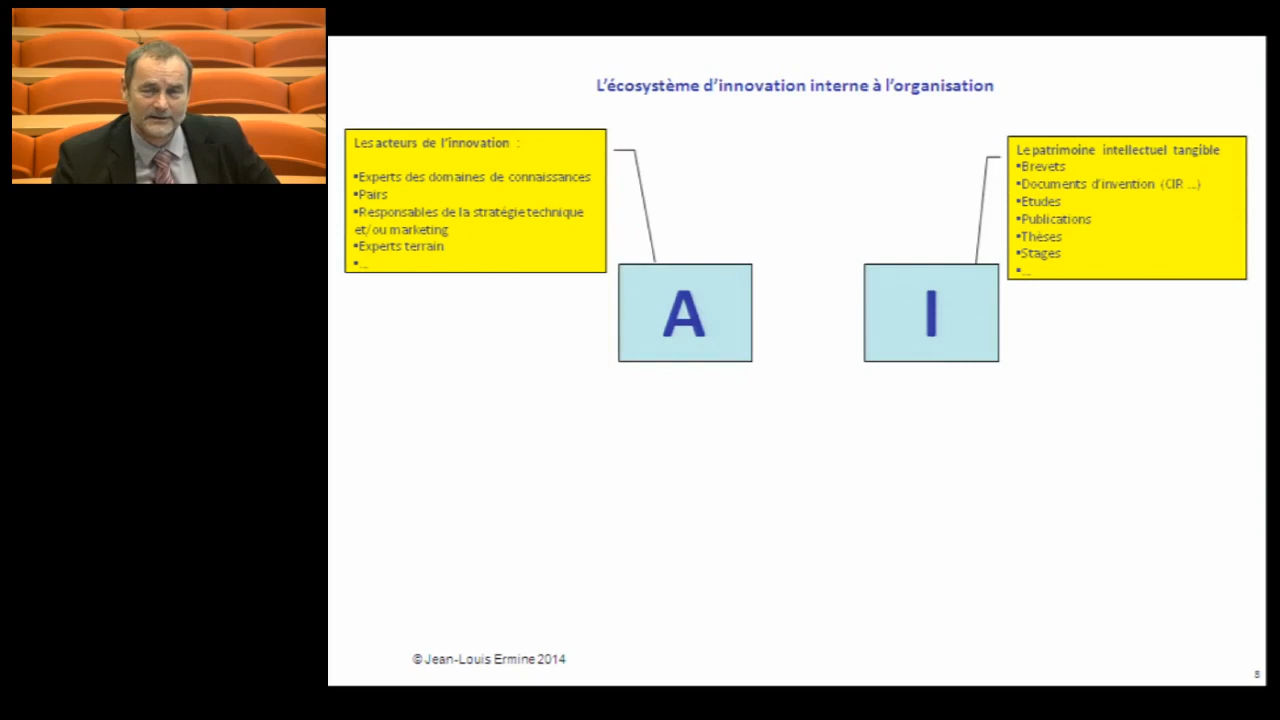 L'écosystème d'innovation interne à l'organisation
Les acteurs de l'innovation :
▪Experts des domaines de connaissances
▪Pairs
▪Responsables de la stratégie technique
et/ou marketing
▪Experts terrain
▪...
Le patrimoine intellectuel tangible
▪Brevets
▪Documents d'invention (CIR ...)
▪Etudes
▪Publications
▪Thèses
▪Stages
▪...
A
I
© Jean-Louis Ermine 2014
8